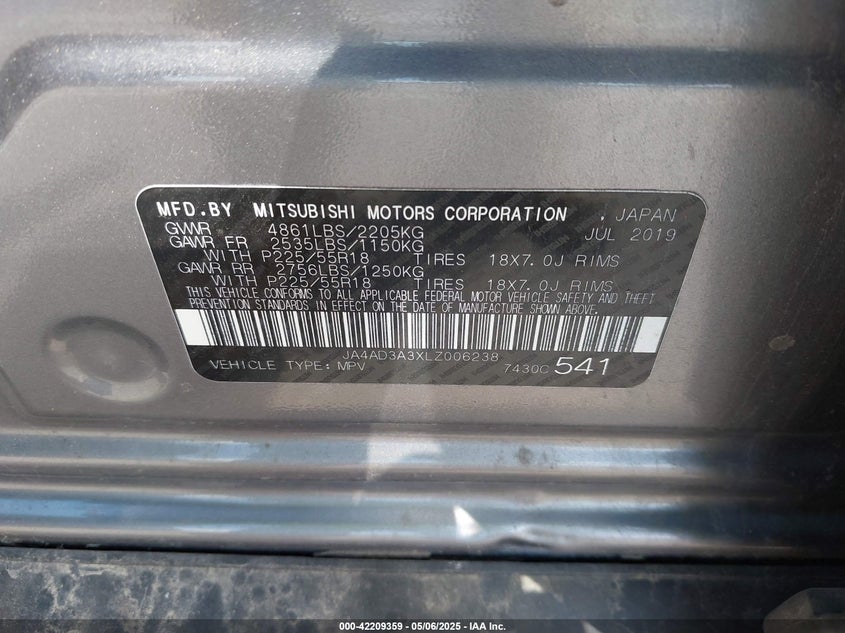 MFD.BY MITSUBISHI MOTORS CORPORATION . JAPAN
GVWR 4861LBS/2205KG JUL 2019
GAWR FR 2535LBS/1150KG
WITH P225/55R18 TIRES 18X7.0J RIMS
GAWR RR 2756LBS/1250KG
WITH P225/55R18 TIRES 18X7.0J RIMS
THIS VEHICLE CONFORMS TO ALL APPLICABLE FEDERAL MOTOR VEHICLE SAFETY AND THEFT
PREVENTION STANDARDS IN EFFECT ON THE DATE OF MANUFACTURE SHOWN ABOVE.
JA4AD3A3XLZ006238
VEHICLE TYPE: MPV 7430C 541
000-42209359 - 05/06/2025 - IAA Inc.